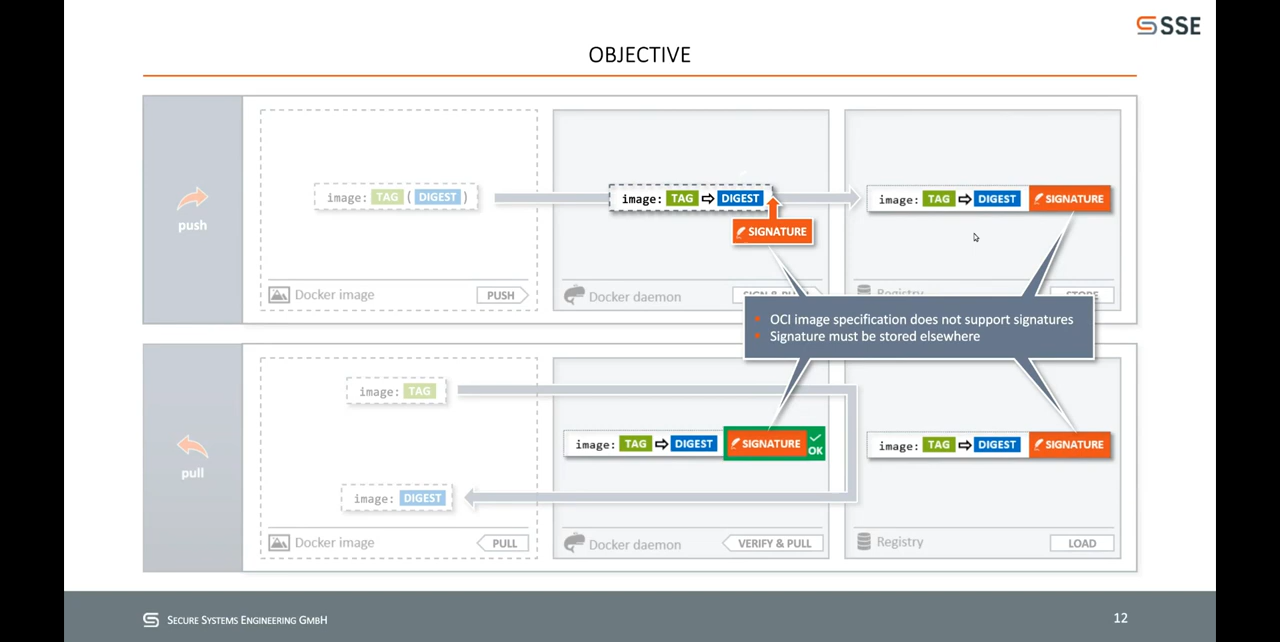 SSE
OBJECTIVE
push
image: TAG ( DIGEST )
Docker image
PUSH
image: TAG ⇨ DIGEST
SIGNATURE
Docker daemon
SIGN & PUSH
image: TAG ⇨ DIGEST SIGNATURE
Registry
STORE
OCI image specification does not support signatures
Signature must be stored elsewhere
pull
image: TAG
image: DIGEST
Docker image
PULL
image: TAG ⇨ DIGEST SIGNATURE OK
Docker daemon
VERIFY & PULL
image: TAG ⇨ DIGEST SIGNATURE
Registry
LOAD
SECURE SYSTEMS ENGINEERING GMBH
12